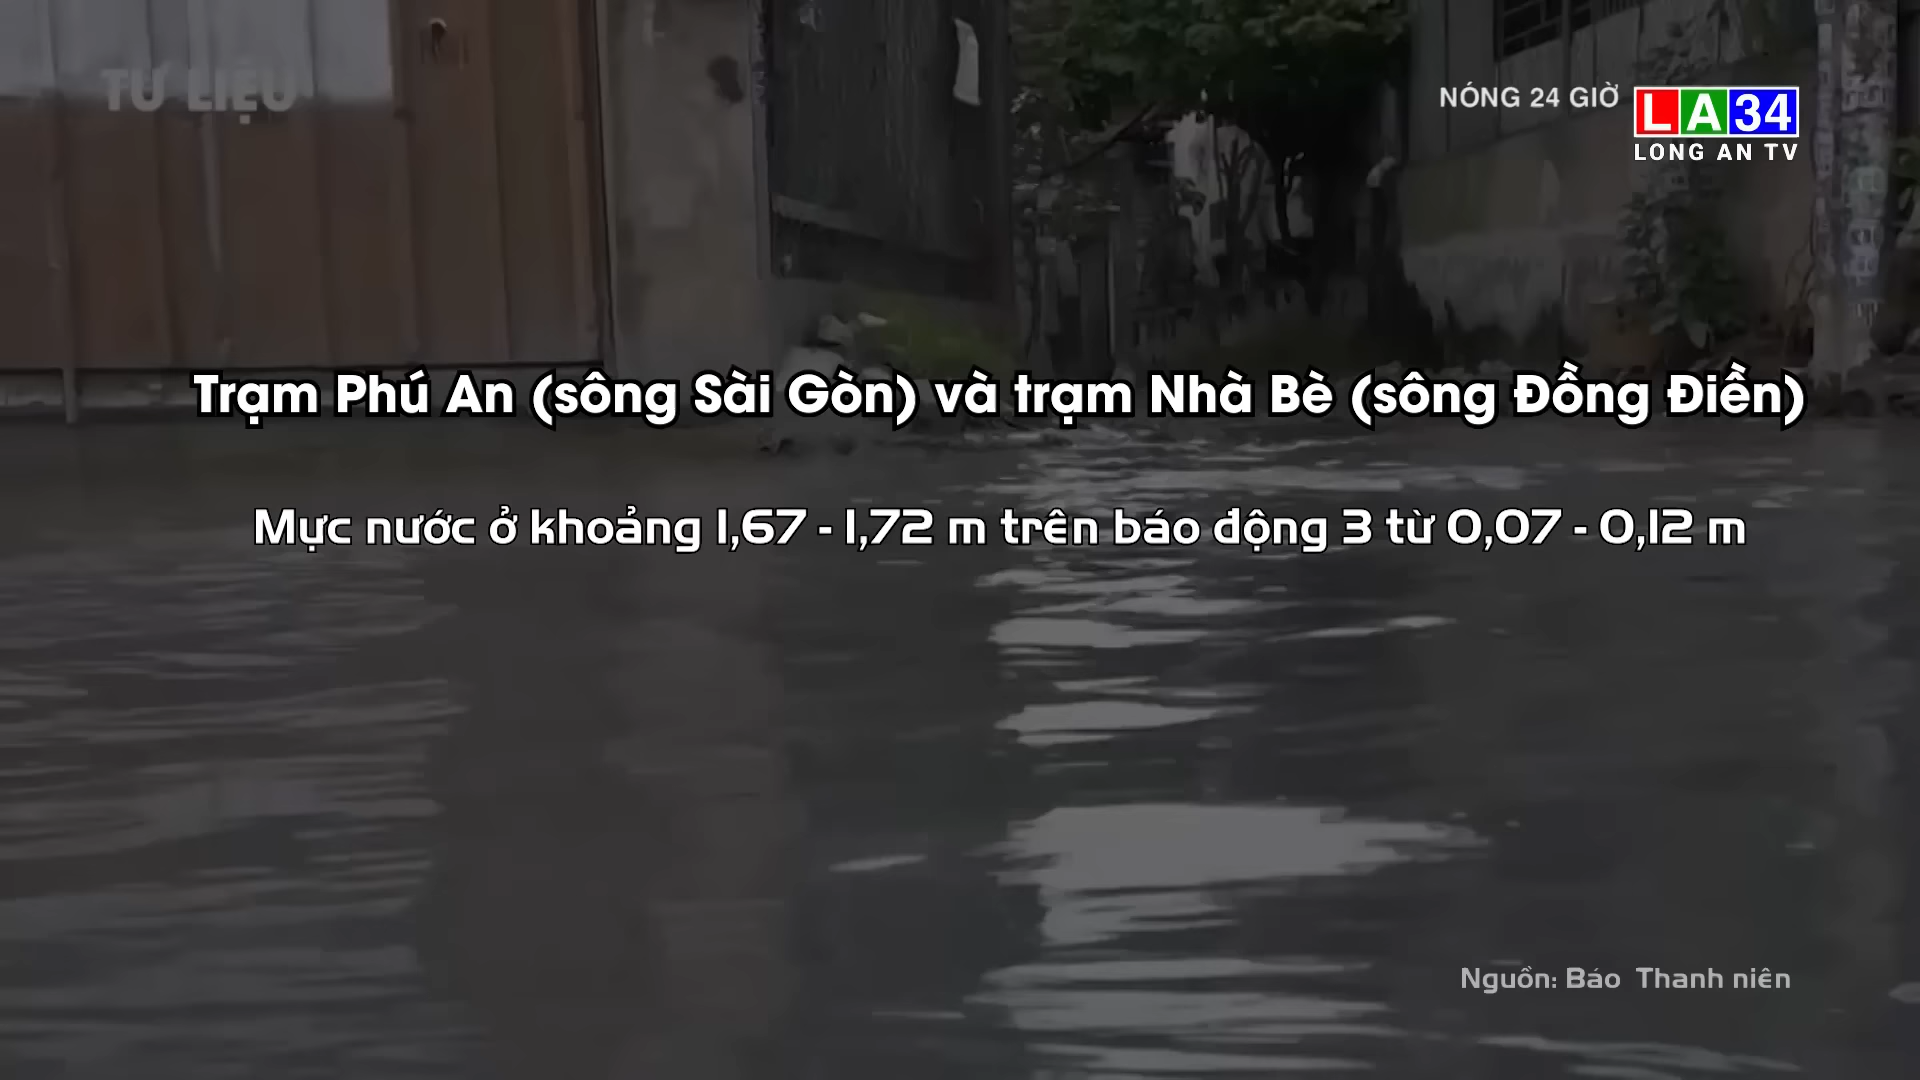 TƯ LIỆU
NÓNG 24 GIỜ
LA34
LONG AN TV
Trạm Phú An (sông Sài Gòn) và trạm Nhà Bè (sông Đồng Điền)
Mực nước ở khoảng 1,67 - 1,72 m trên báo động 3 từ 0,07 - 0,12 m
Nguồn: Báo Thanh niên